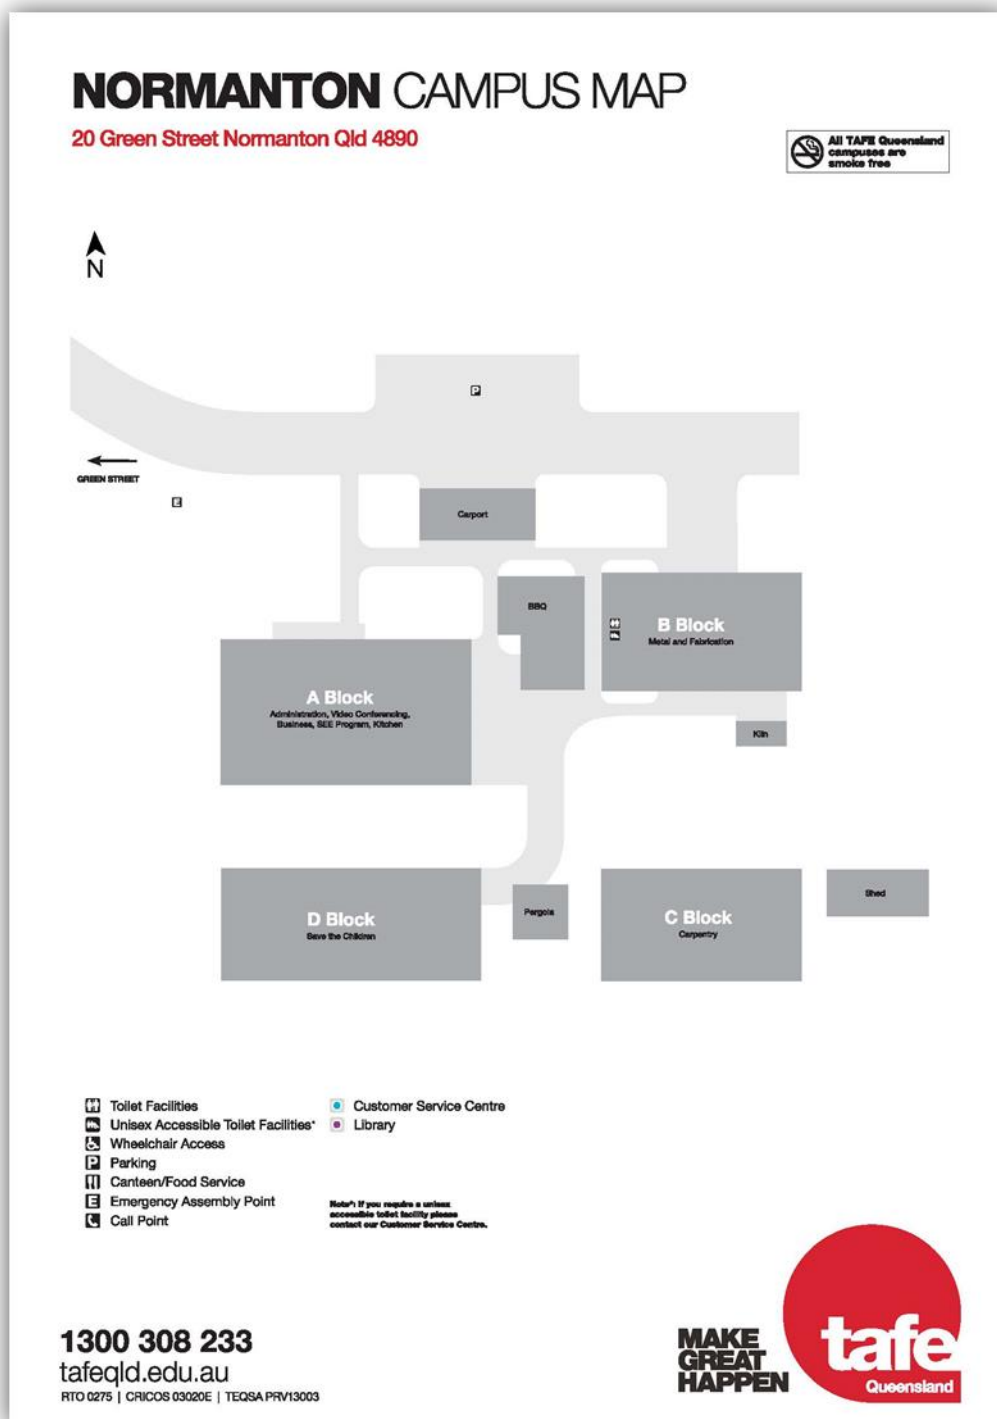 NORMANTON CAMPUS MAP
20 Green Street Normanton Qld 4890
All TAFE Queensland
campuses are
smoke free
N
P
GREEN STREET
E
Carport
BBQ
B Block
Metal and Fabrication
A Block
Administration, Video Conferencing,
Business, SEE Program, Kitchen
Kiln
D Block
Save the Children
Pergola
C Block
Carpentry
Shed
Toilet Facilities
Unisex Accessible Toilet Facilities*
Wheelchair Access
P Parking
Canteen/Food Service
E Emergency Assembly Point
Call Point
Customer Service Centre
Library
Note*: If you require a unisex
accessible toilet facility please
contact our Customer Service Centre.
1300 308 233
tafeqld.edu.au
RTO 0275 | CRICOS 03020E | TEQSA PRV13003
MAKE
GREAT
HAPPEN
tafe
Queensland